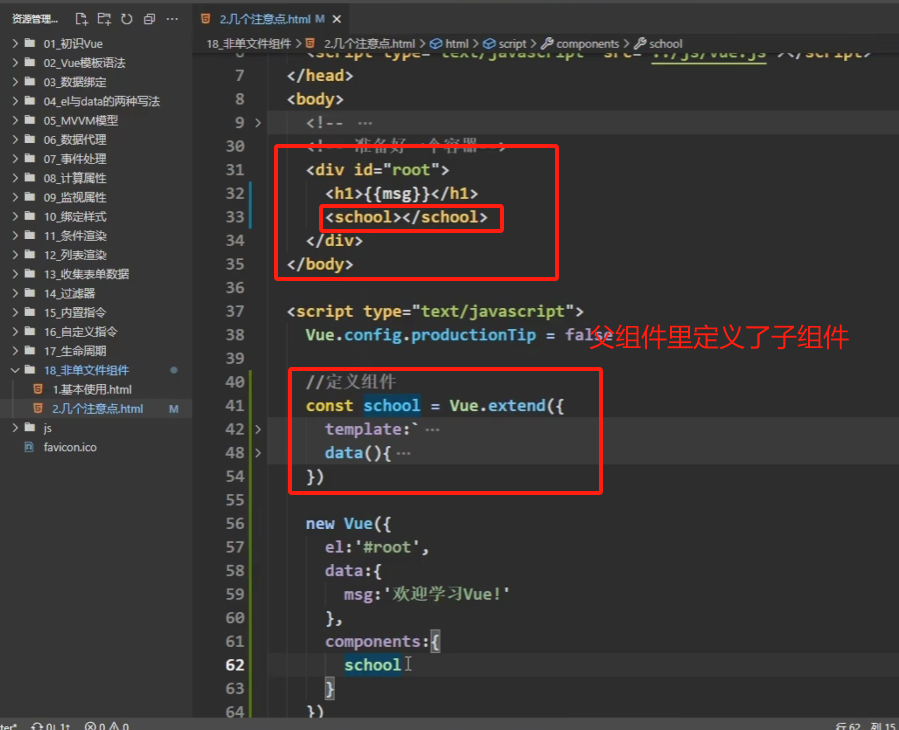 资源管理...
2.几个注意点.html M
01_初识Vue
02_Vue模板语法
03_数据绑定
04_el与data的两种写法
05_MVVM模型
06_数据代理
07_事件处理
08_计算属性
09_监视属性
10_绑定样式
11_条件渲染
12_列表渲染
13_收集表单数据
14_过滤器
15_内置指令
16_自定义指令
17_生命周期
18_非单文件组件
1.基本使用.html
2.几个注意点.html M
js
favicon.ico
18_非单文件组件 > 2.几个注意点.html > html > script > components > school
6 <script type="text/javascript" src="../js/vue.js"></script>
7 </head>
8 <body>
9 <!-- ...
30 <!-- 准备好一个容器-->
31 <div id="root">
32 <h1>{{msg}}</h1>
33 <school></school>
34 </div>
35 </body>
36
37 <script type="text/javascript">
38 Vue.config.productionTip = false
父组件里定义了子组件
39
40 //定义组件
41 const school = Vue.extend({
42 template:` ...
48 data(){ ...
54 })
55
56 new Vue({
57 el:'#root',
58 data:{
59 msg:'欢迎学习Vue!'
60 },
61 components:{
62 school
63 }
64 })
行 62, 列 15